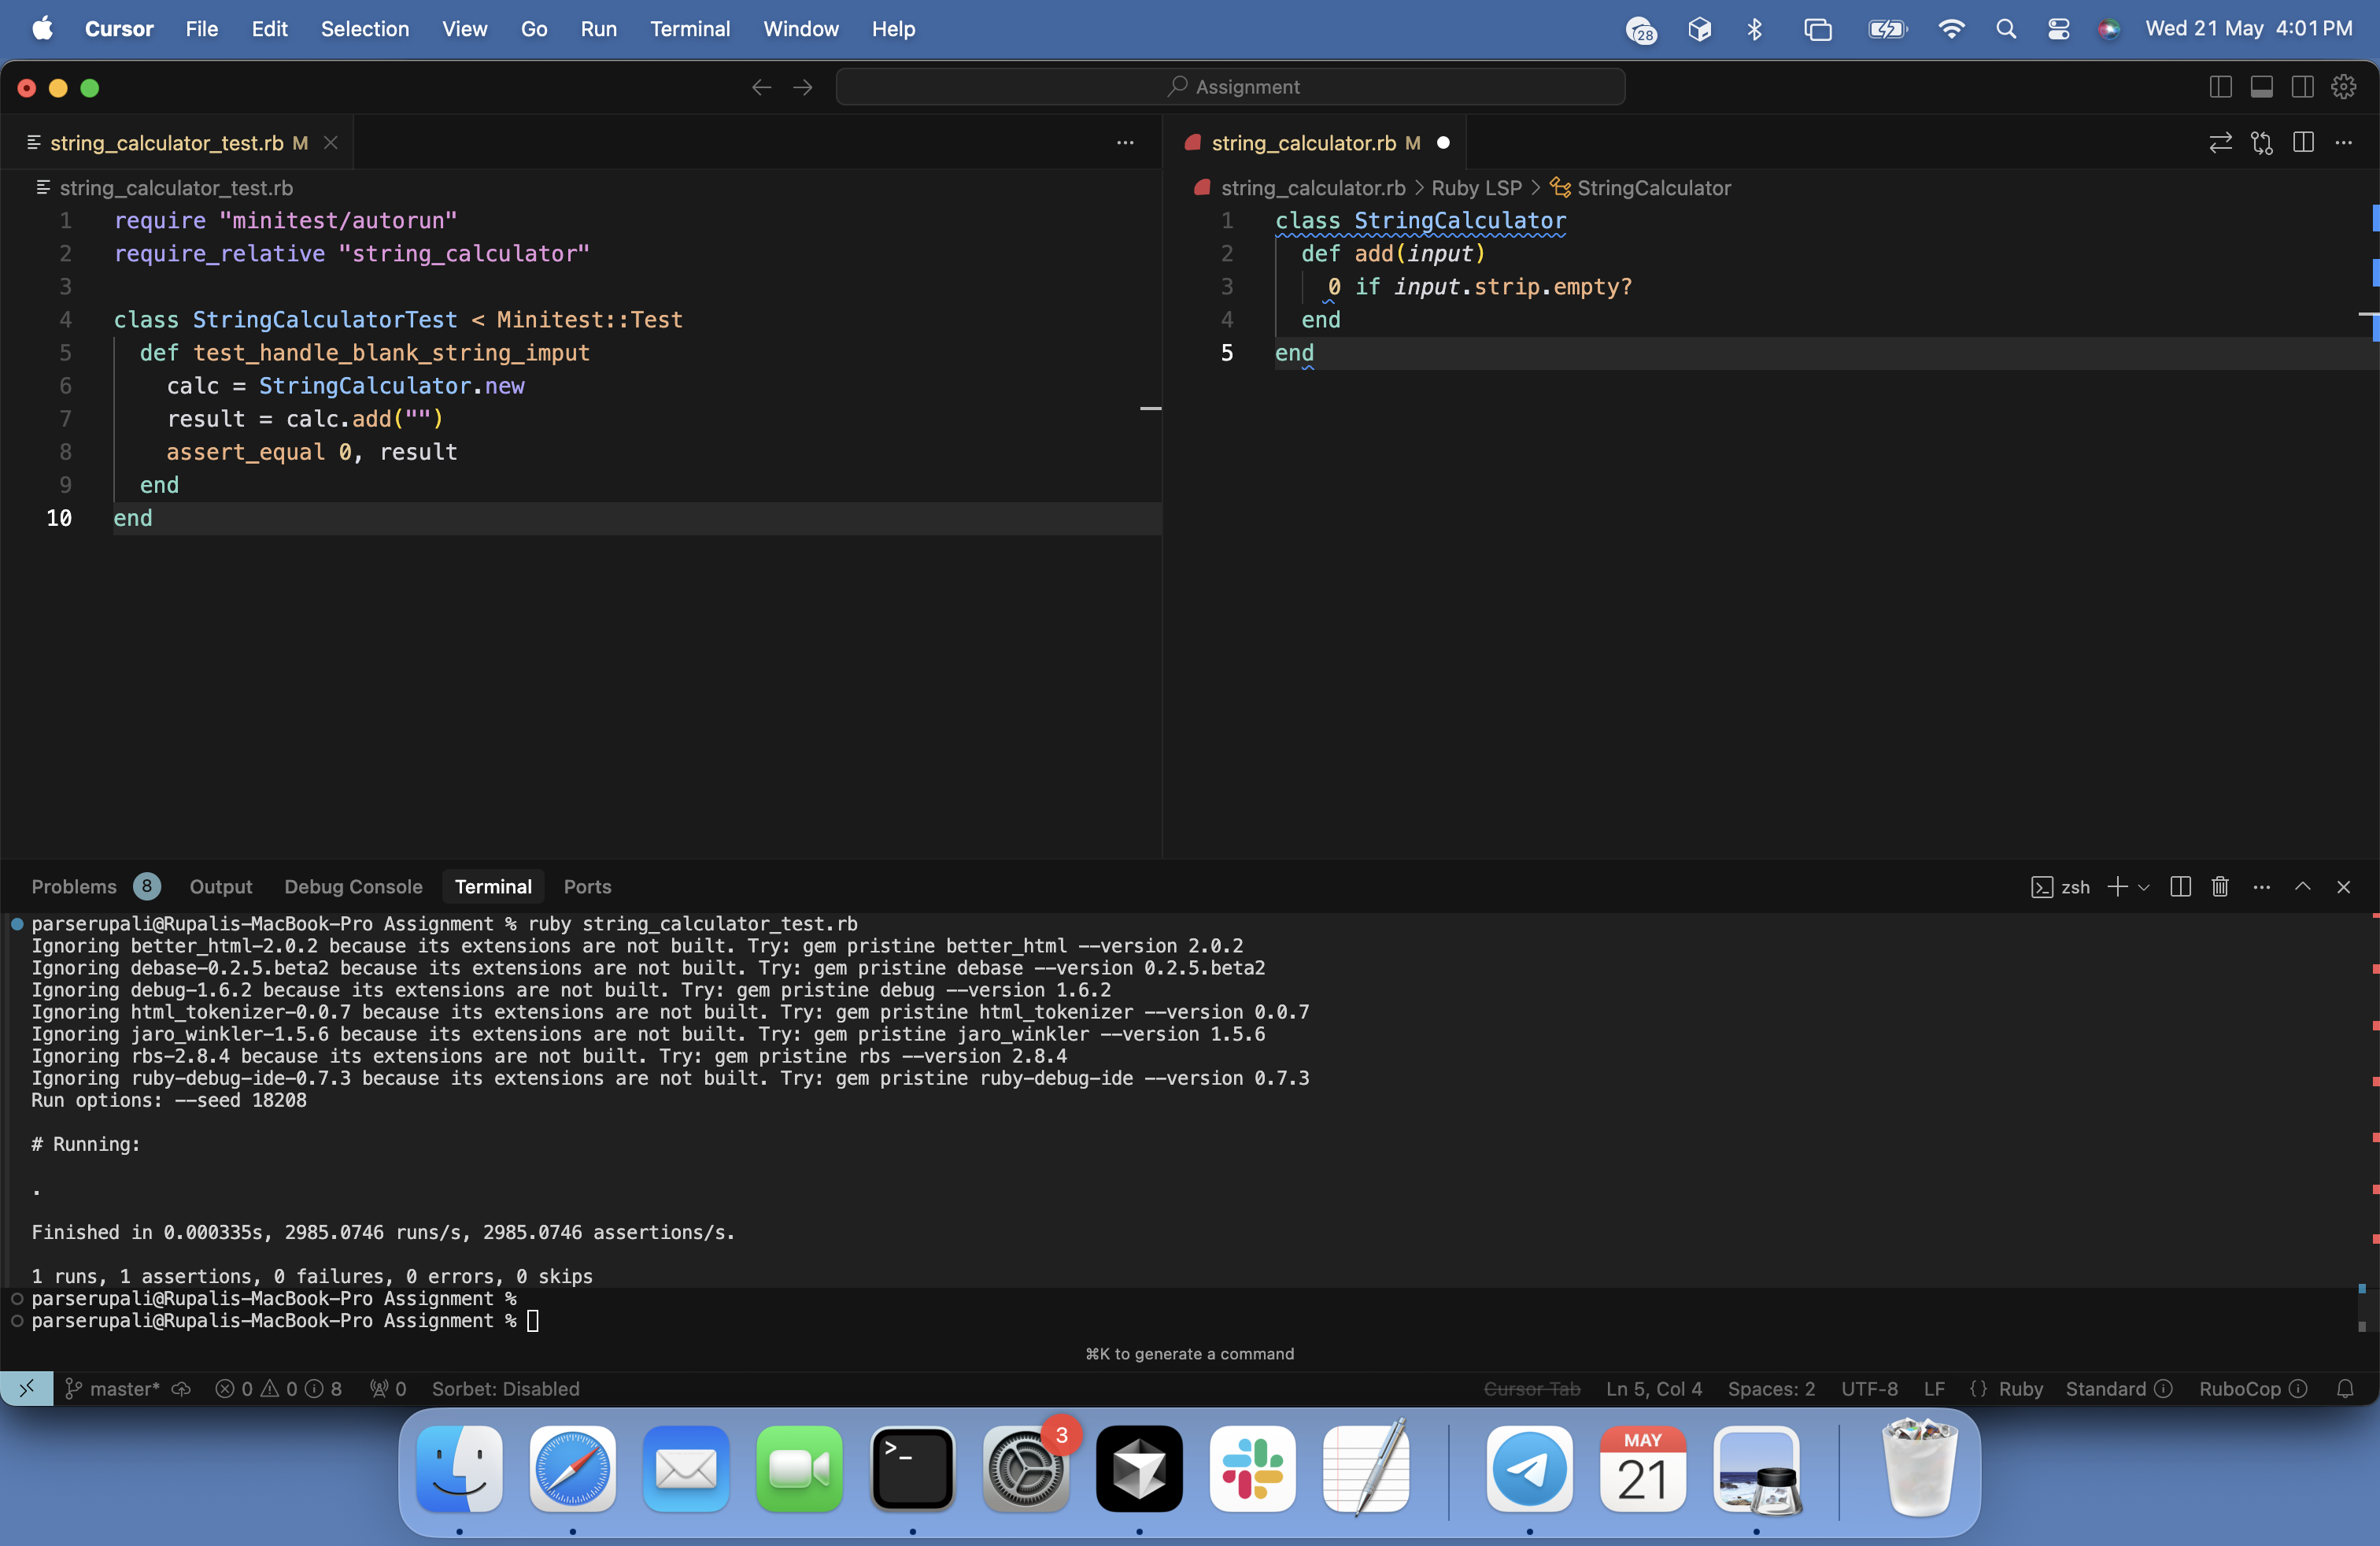 Cursor File Edit Selection View Go Run Terminal Window Help 28 Wed 21 May 4:01 PM
Assignment
string_calculator_test.rb M
string_calculator_test.rb
1 require "minitest/autorun"
2 require_relative "string_calculator"
3
4 class StringCalculatorTest < Minitest::Test
5 def test_handle_blank_string_imput
6 calc = StringCalculator.new
7 result = calc.add("")
8 assert_equal 0, result
9 end
10 end
string_calculator.rb M
string_calculator.rb > Ruby LSP > StringCalculator
1 class StringCalculator
2 def add(input)
3 0 if input.strip.empty?
4 end
5 end
Problems 8 Output Debug Console Terminal Ports zsh
parserupali@Rupalis-MacBook-Pro Assignment % ruby string_calculator_test.rb
Ignoring better_html-2.0.2 because its extensions are not built. Try: gem pristine better_html --version 2.0.2
Ignoring debase-0.2.5.beta2 because its extensions are not built. Try: gem pristine debase --version 0.2.5.beta2
Ignoring debug-1.6.2 because its extensions are not built. Try: gem pristine debug --version 1.6.2
Ignoring html_tokenizer-0.0.7 because its extensions are not built. Try: gem pristine html_tokenizer --version 0.0.7
Ignoring jaro_winkler-1.5.6 because its extensions are not built. Try: gem pristine jaro_winkler --version 1.5.6
Ignoring rbs-2.8.4 because its extensions are not built. Try: gem pristine rbs --version 2.8.4
Ignoring ruby-debug-ide-0.7.3 because its extensions are not built. Try: gem pristine ruby-debug-ide --version 0.7.3
Run options: --seed 18208
# Running:
.
Finished in 0.000335s, 2985.0746 runs/s, 2985.0746 assertions/s.
1 runs, 1 assertions, 0 failures, 0 errors, 0 skips
parserupali@Rupalis-MacBook-Pro Assignment %
parserupali@Rupalis-MacBook-Pro Assignment %
⌘K to generate a command
master* 0 0 8 0 Sorbet: Disabled Cursor Tab Ln 5, Col 4 Spaces: 2 UTF-8 LF {} Ruby Standard RuboCop
3
MAY
21